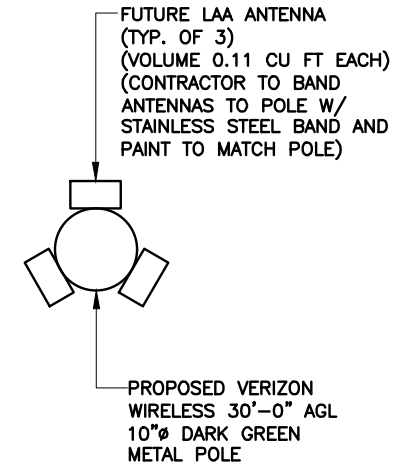 FUTURE LAA ANTENNA
(TYP. OF 3)
(VOLUME 0.11 CU FT EACH)
(CONTRACTOR TO BAND
ANTENNAS TO POLE W/
STAINLESS STEEL BAND AND
PAINT TO MATCH POLE)
PROPOSED VERIZON
WIRELESS 30'-0" AGL
10"ø DARK GREEN
METAL POLE